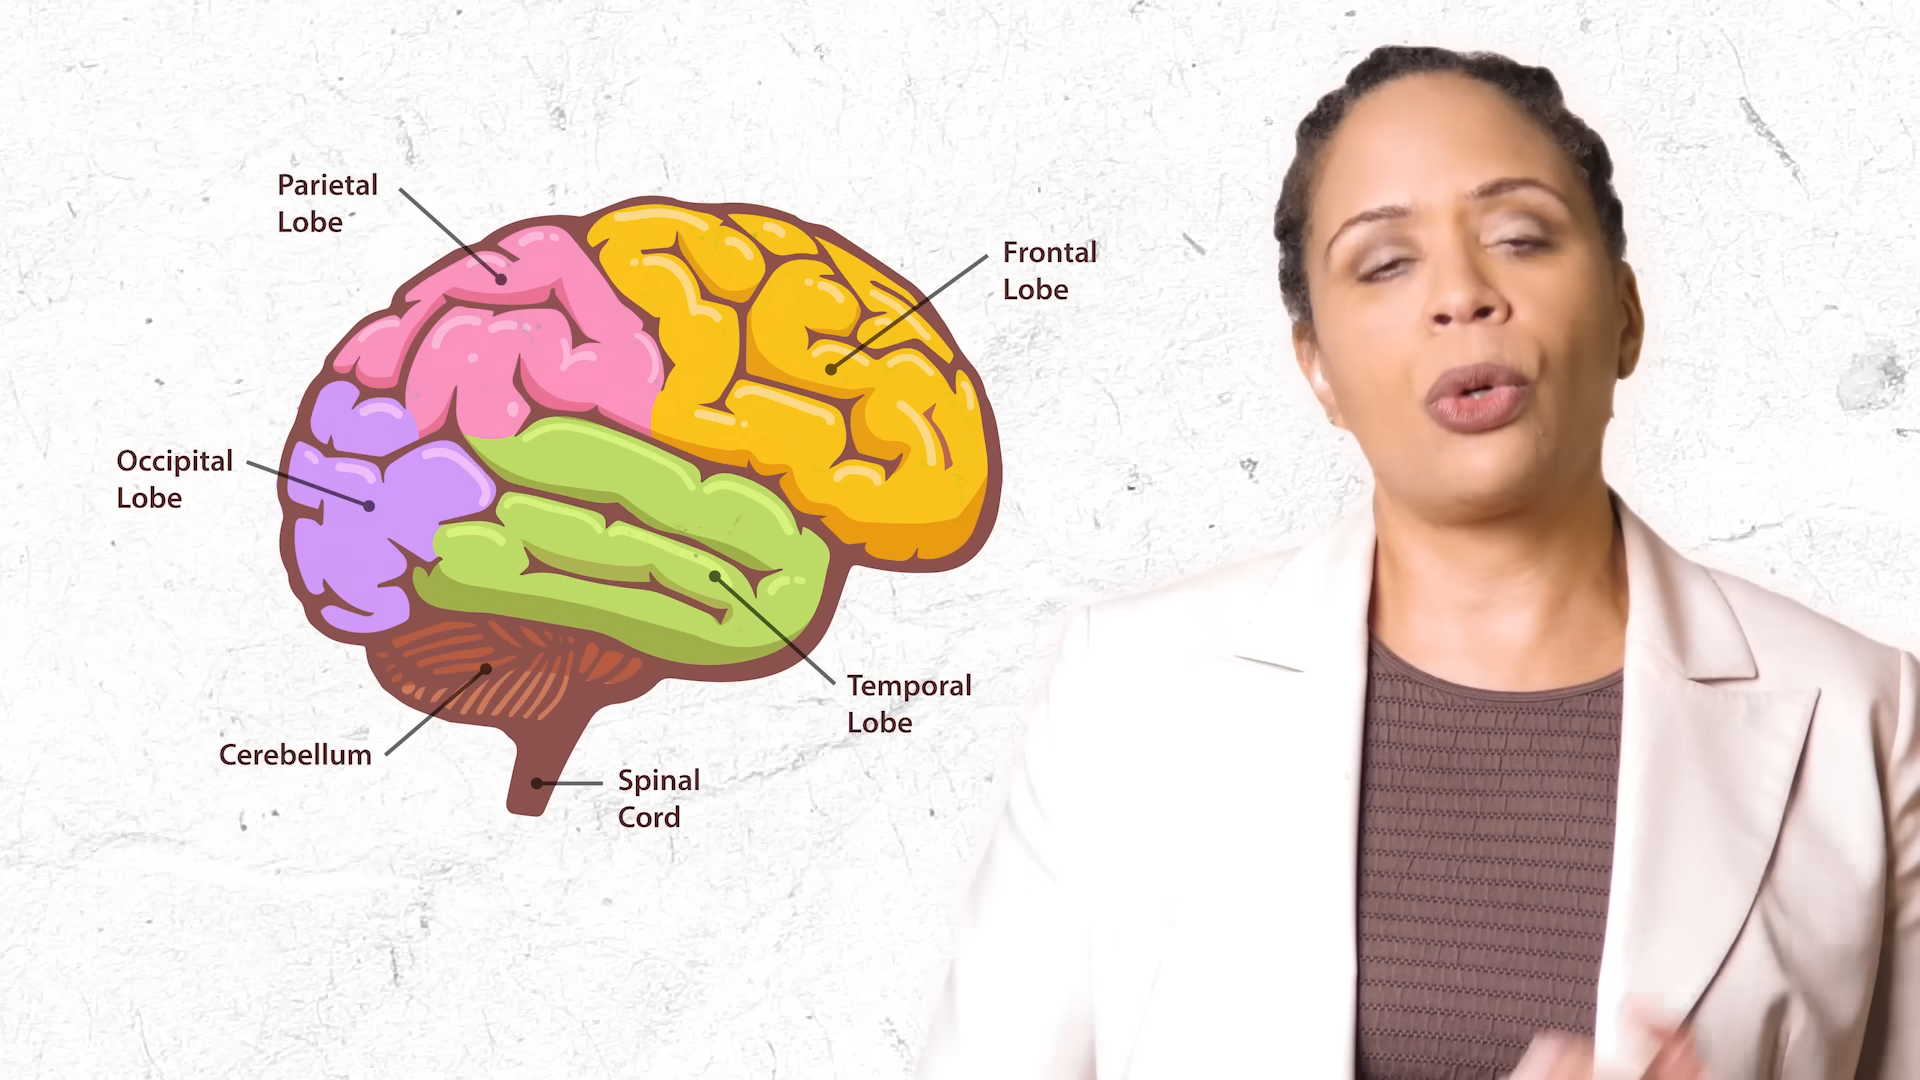 Parietal
Lobe
Frontal
Lobe
Occipital
Lobe
Temporal
Lobe
Cerebellum
Spinal
Cord